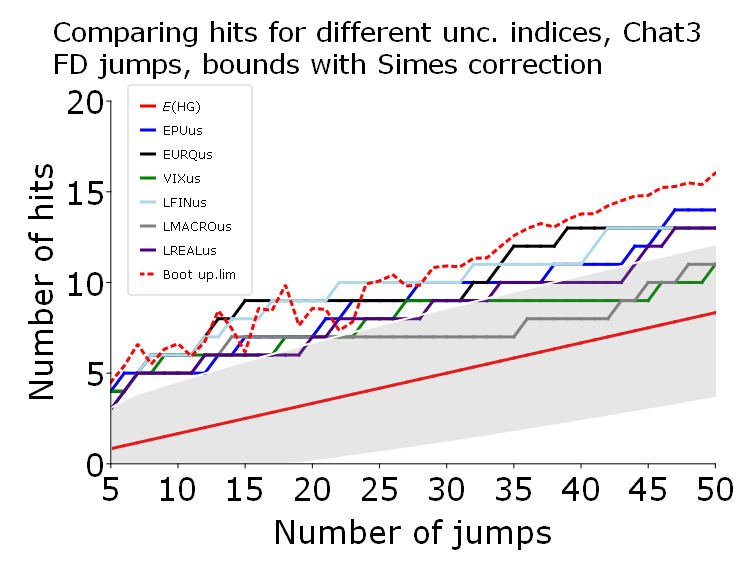 Comparing hits for different unc. indices, Chat3
FD jumps, bounds with Simes correction
Number of hits
20
15
10
5
0
E(HG)
EPUus
EURQus
VIXus
LFINus
LMACROus
LREALus
Boot up.lim
5 10 15 20 25 30 35 40 45 50
Number of jumps